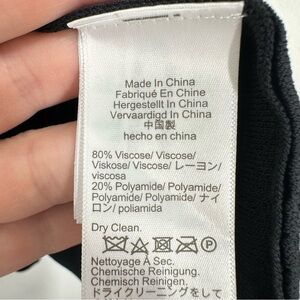 Made In China
Fabriqué En Chine
Hergestellt In China
Vervaardigd In China
中国製
hecho en china
80% Viscose/ Viscose/
Viskose/ Viscose/ レーヨン/
viscosa
20% Polyamide/ Polyamide/
Polyamid/ Polyamide/ ナイ
ロン/ poliamida
Dry Clean.
P
Nettoyage A Sec.
Chemische Reinigung.
Chemisch Reinigen.
ドライクリーニングをして